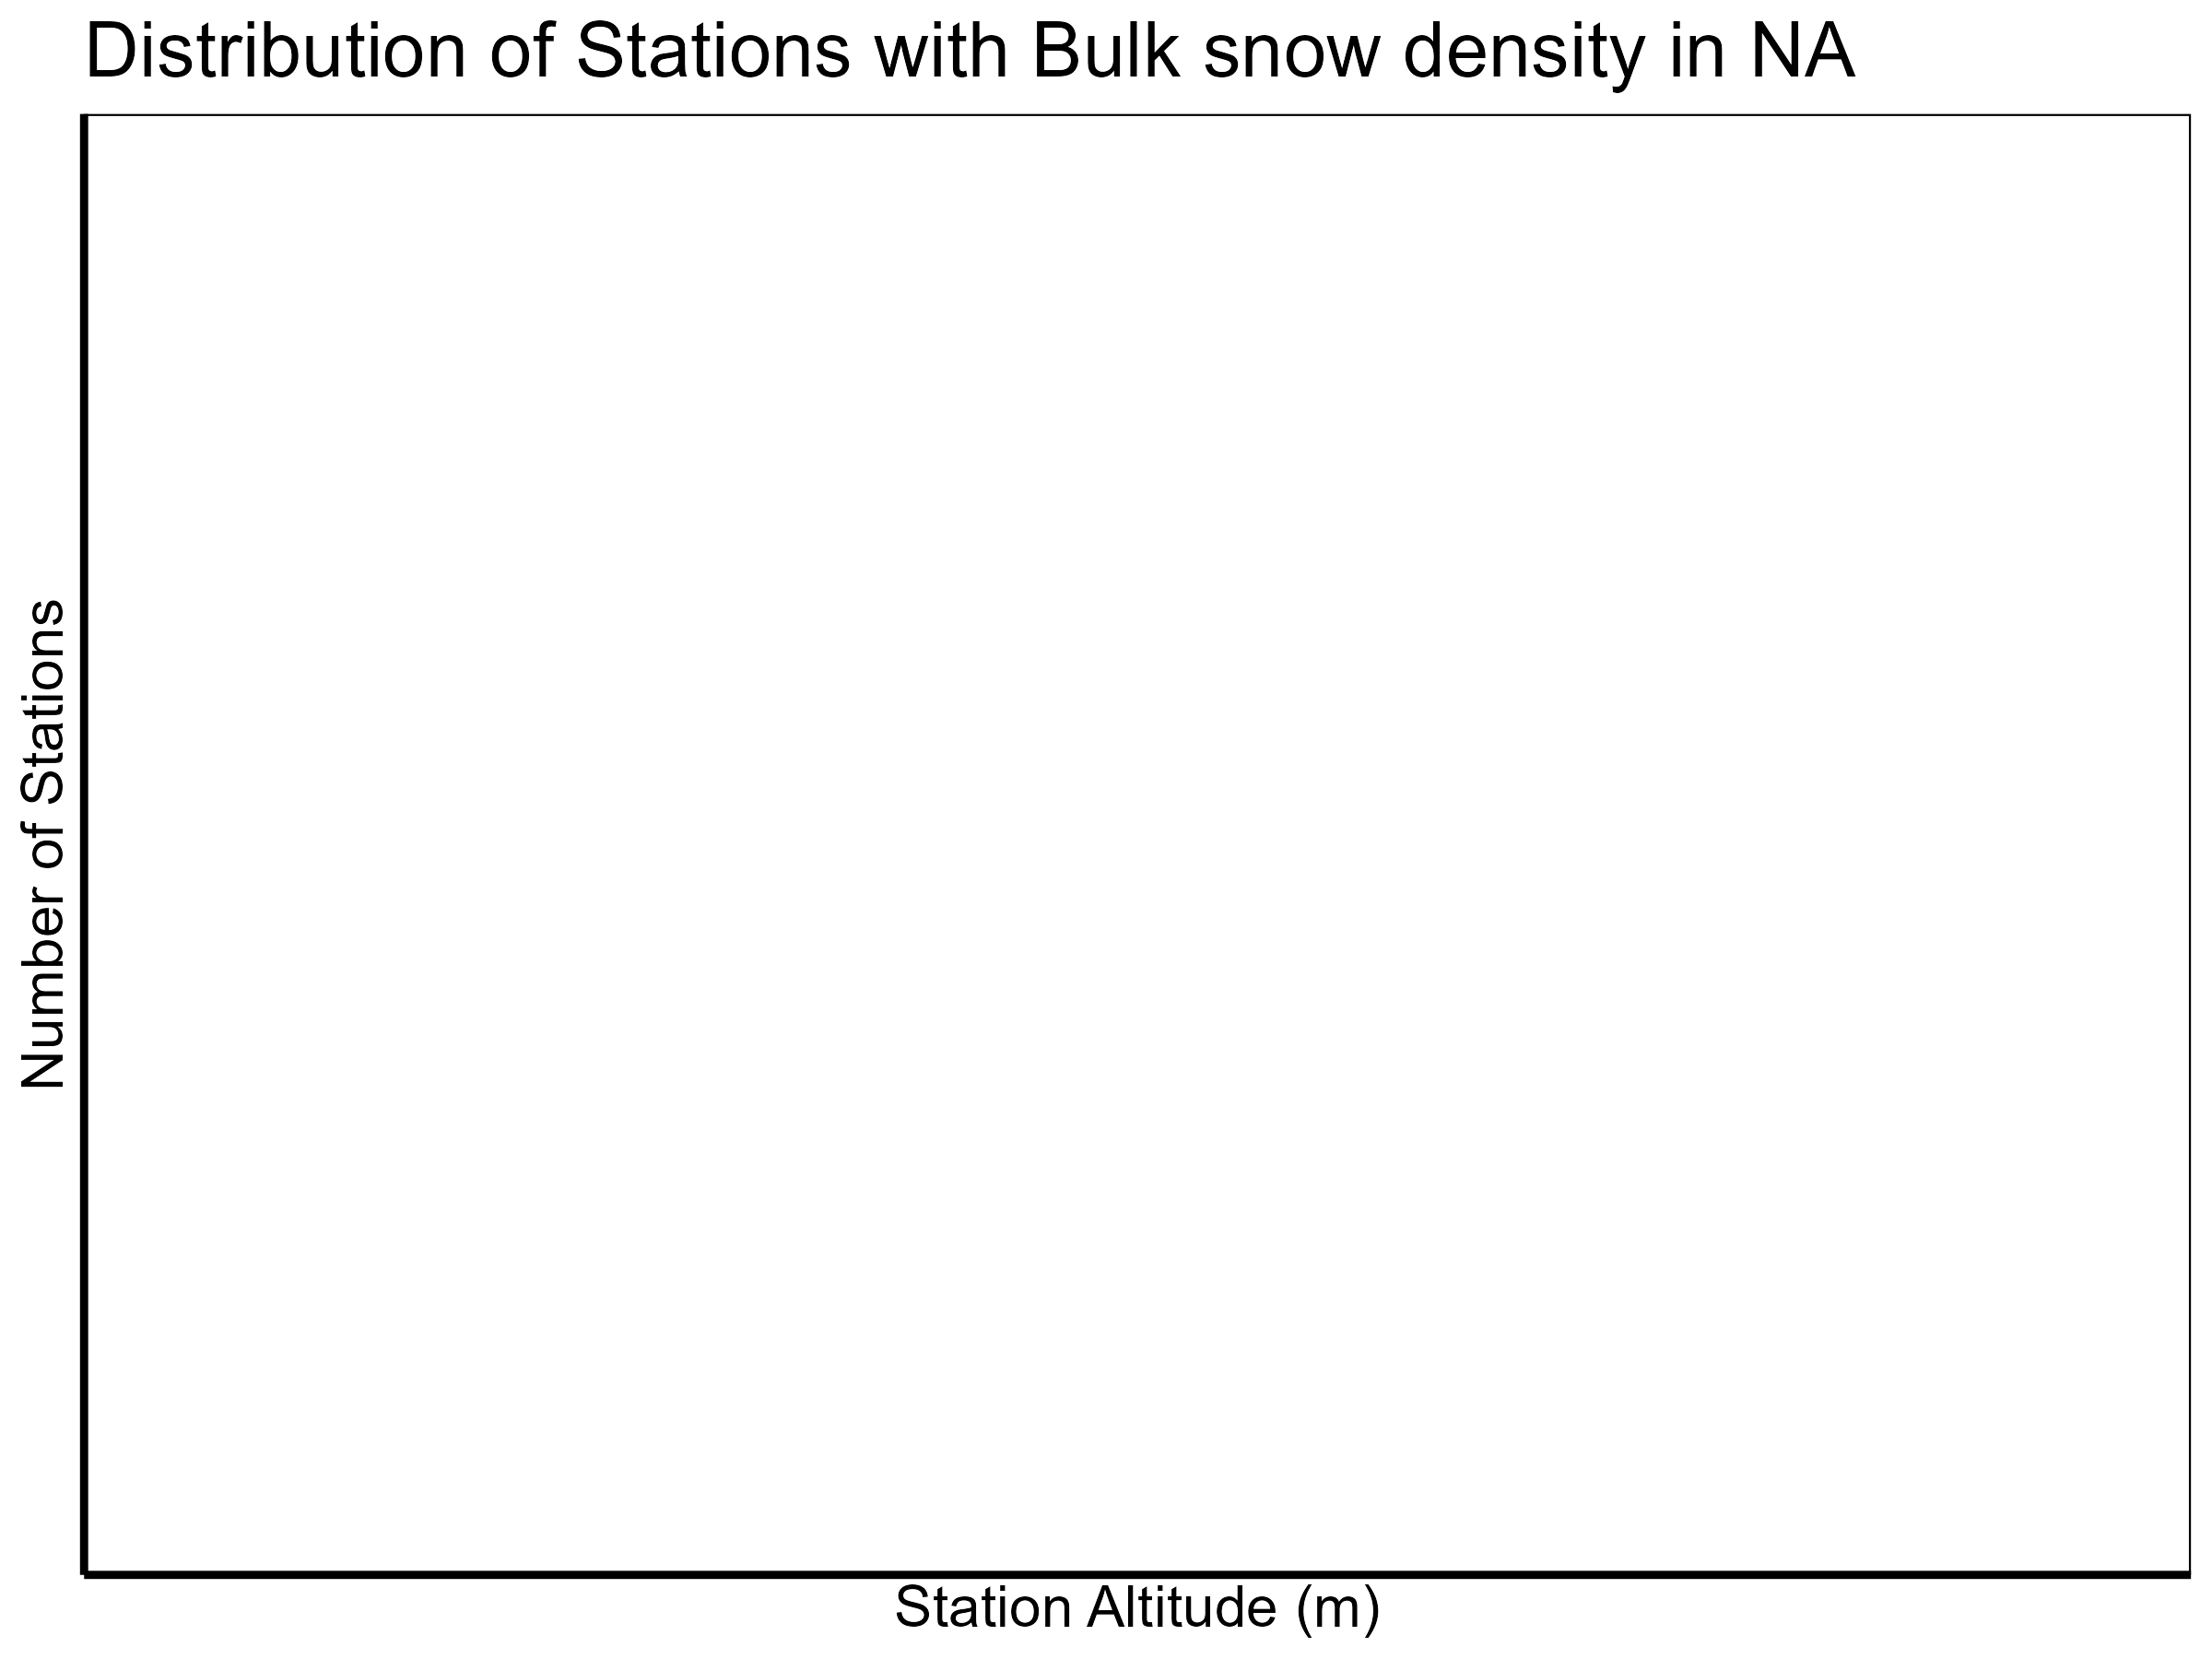 Distribution of Stations with Bulk snow density in NA
Number of Stations
Station Altitude (m)